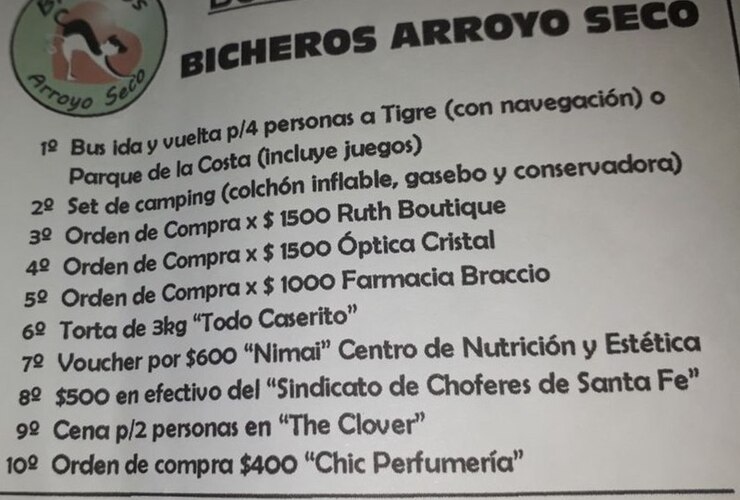 Arroyo Seco
BICHEROS ARROYO SECO
1º Bus ida y vuelta p/4 personas a Tigre (con navegación) o
Parque de la Costa (incluye juegos)
2º Set de camping (colchón inflable, gasebo y conservadora)
3º Orden de Compra x $ 1500 Ruth Boutique
4º Orden de Compra x $ 1500 Óptica Cristal
5º Orden de Compra x $ 1000 Farmacia Braccio
6º Torta de 3kg “Todo Caserito”
7º Voucher por $600 “Nimai” Centro de Nutrición y Estética
8º $500 en efectivo del “Sindicato de Choferes de Santa Fe”
9º Cena p/2 personas en “The Clover”
10º Orden de compra $400 “Chic Perfumería”